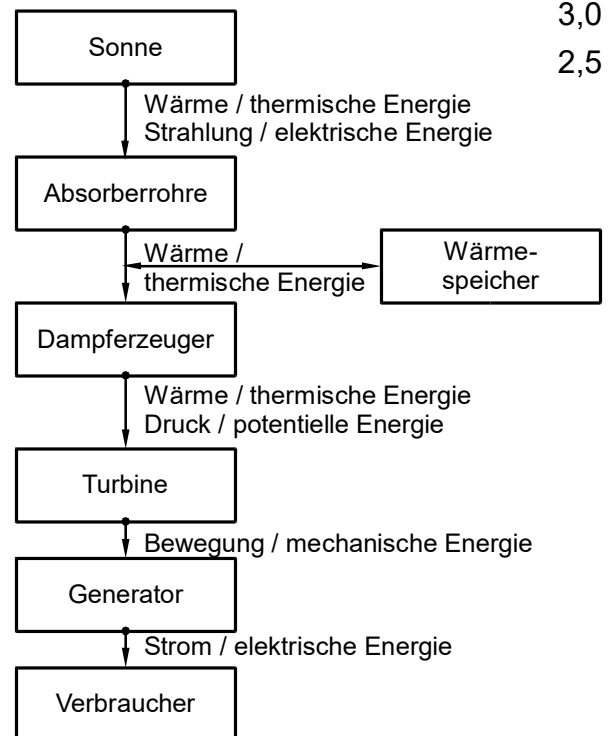 3,0
Sonne
2,5
Wärme / thermische Energie
Strahlung / elektrische Energie
Absorberrohre
Wärme /
thermische Energie
Wärme-
speicher
Dampferzeuger
Wärme / thermische Energie
Druck / potentielle Energie
Turbine
Bewegung / mechanische Energie
Generator
Strom / elektrische Energie
Verbraucher